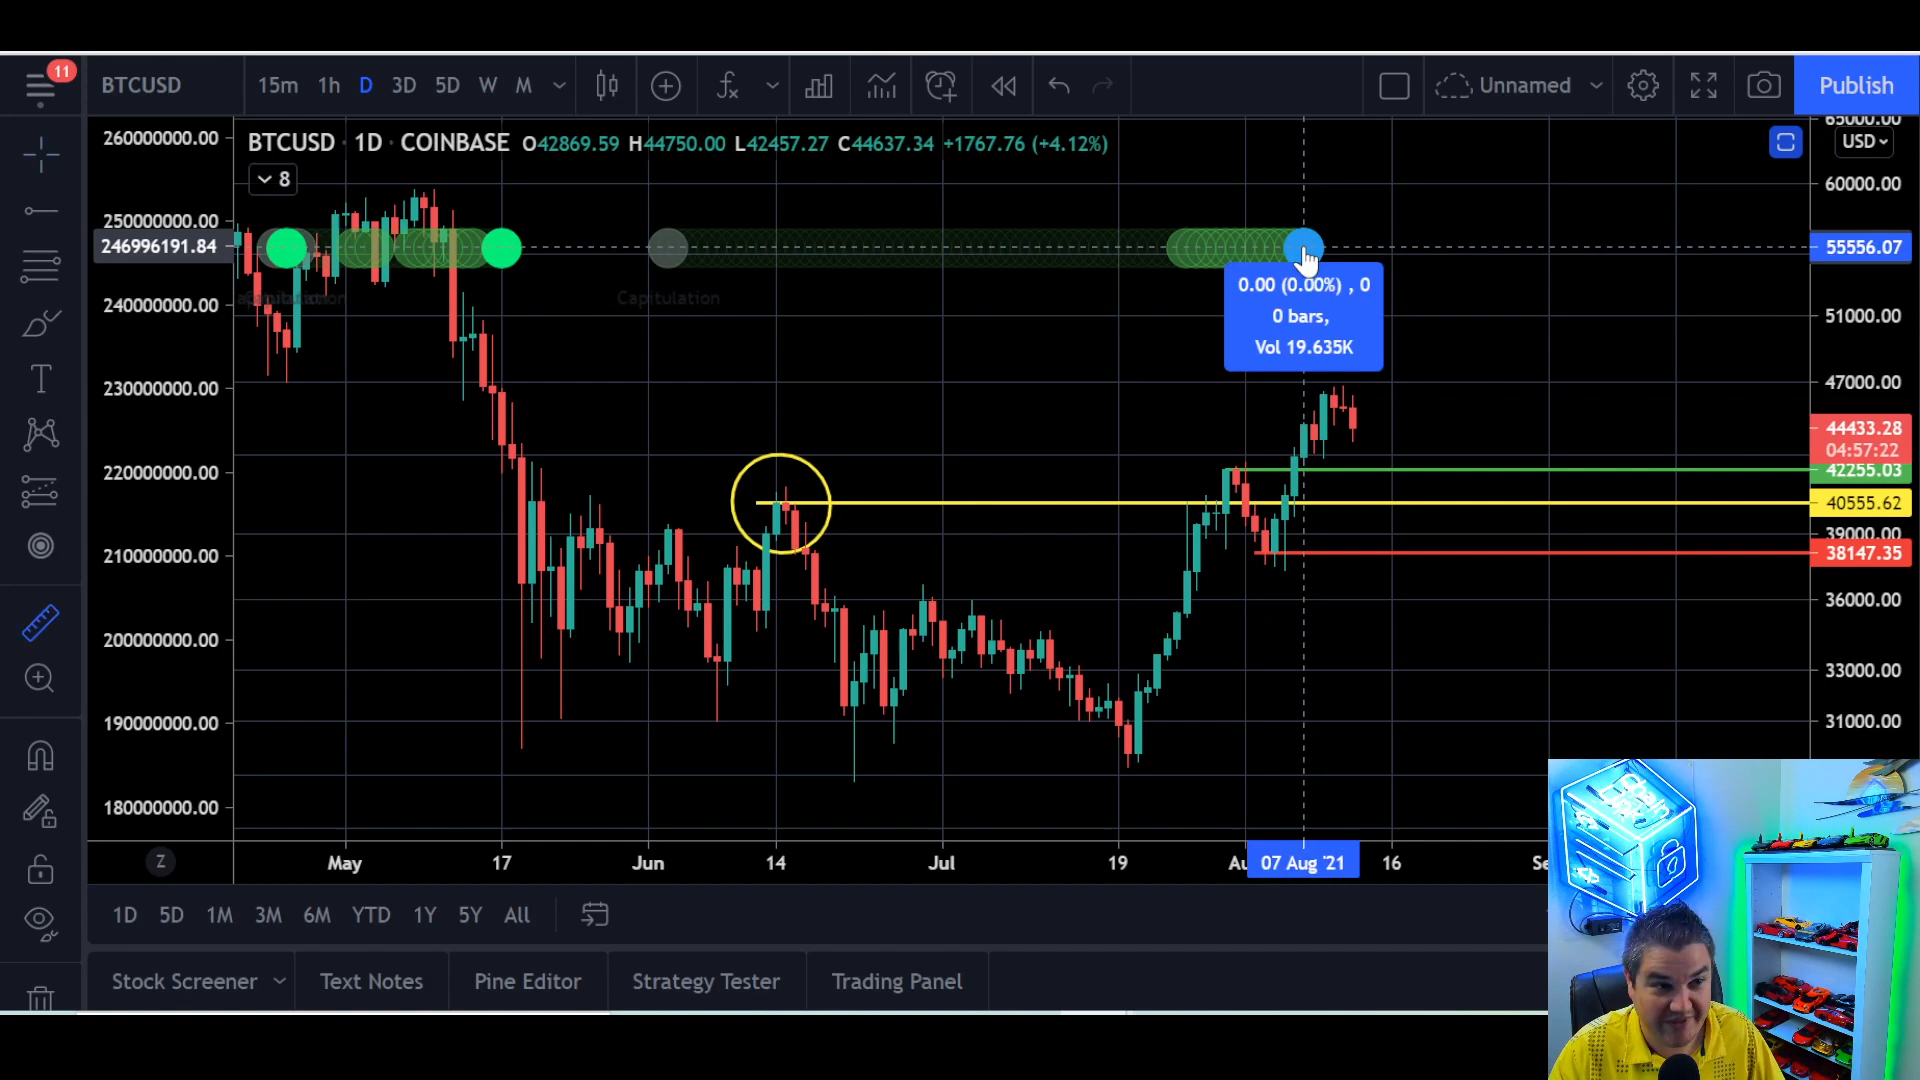 11
BTCUSD
15m 1h D 3D 5D W M
Unnamed
Publish
BTCUSD · 1D · COINBASE O42869.59 H44750.00 L42457.27 C44637.34 +1767.76 (+4.12%)
8
USD
260000000.00
250000000.00
246996191.84
240000000.00
230000000.00
220000000.00
210000000.00
200000000.00
190000000.00
180000000.00
65000.00
60000.00
55556.07
51000.00
47000.00
44433.28
04:57:22
42255.03
40555.62
39000.00
38147.35
36000.00
33000.00
31000.00
Capitulation
0.00 (0.00%) , 0
0 bars,
Vol 19.635K
Z
May 17 Jun 14 Jul 19 Au 07 Aug '21 16 Se
1D 5D 1M 3M 6M YTD 1Y 5Y All
Stock Screener Text Notes Pine Editor Strategy Tester Trading Panel